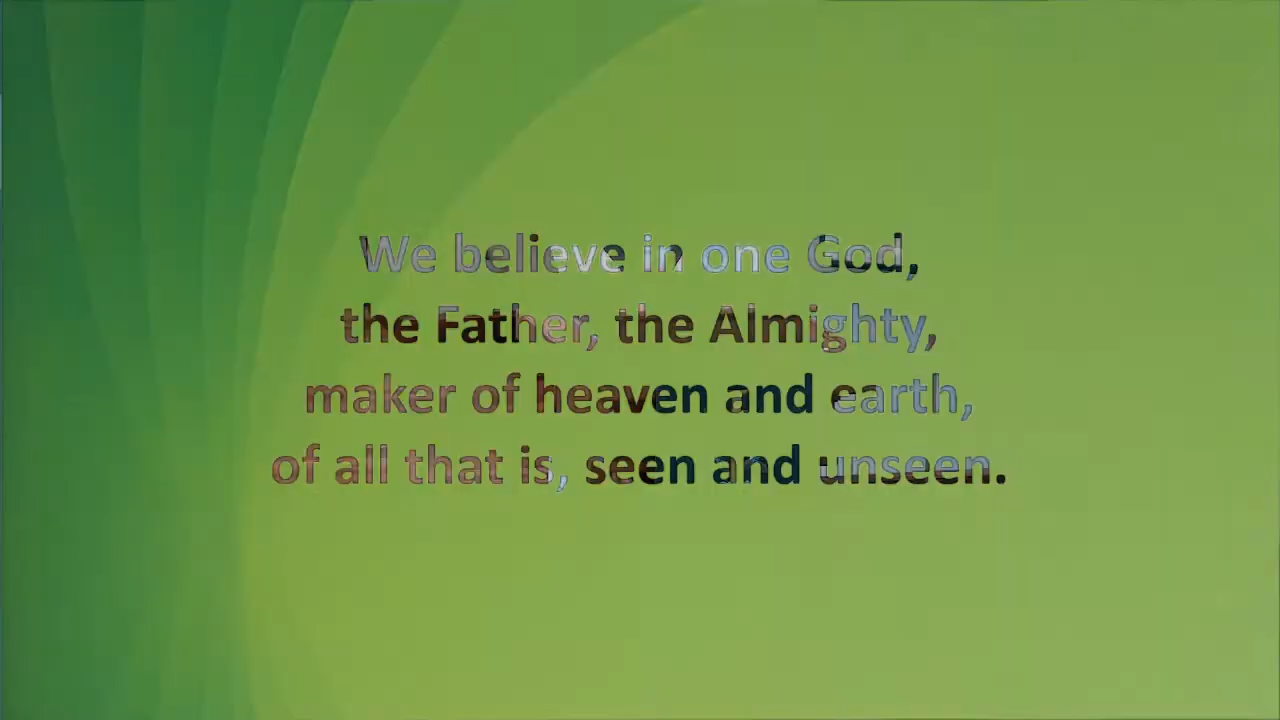 We believe in one God,
the Father, the Almighty,
maker of heaven and earth,
of all that is, seen and unseen.